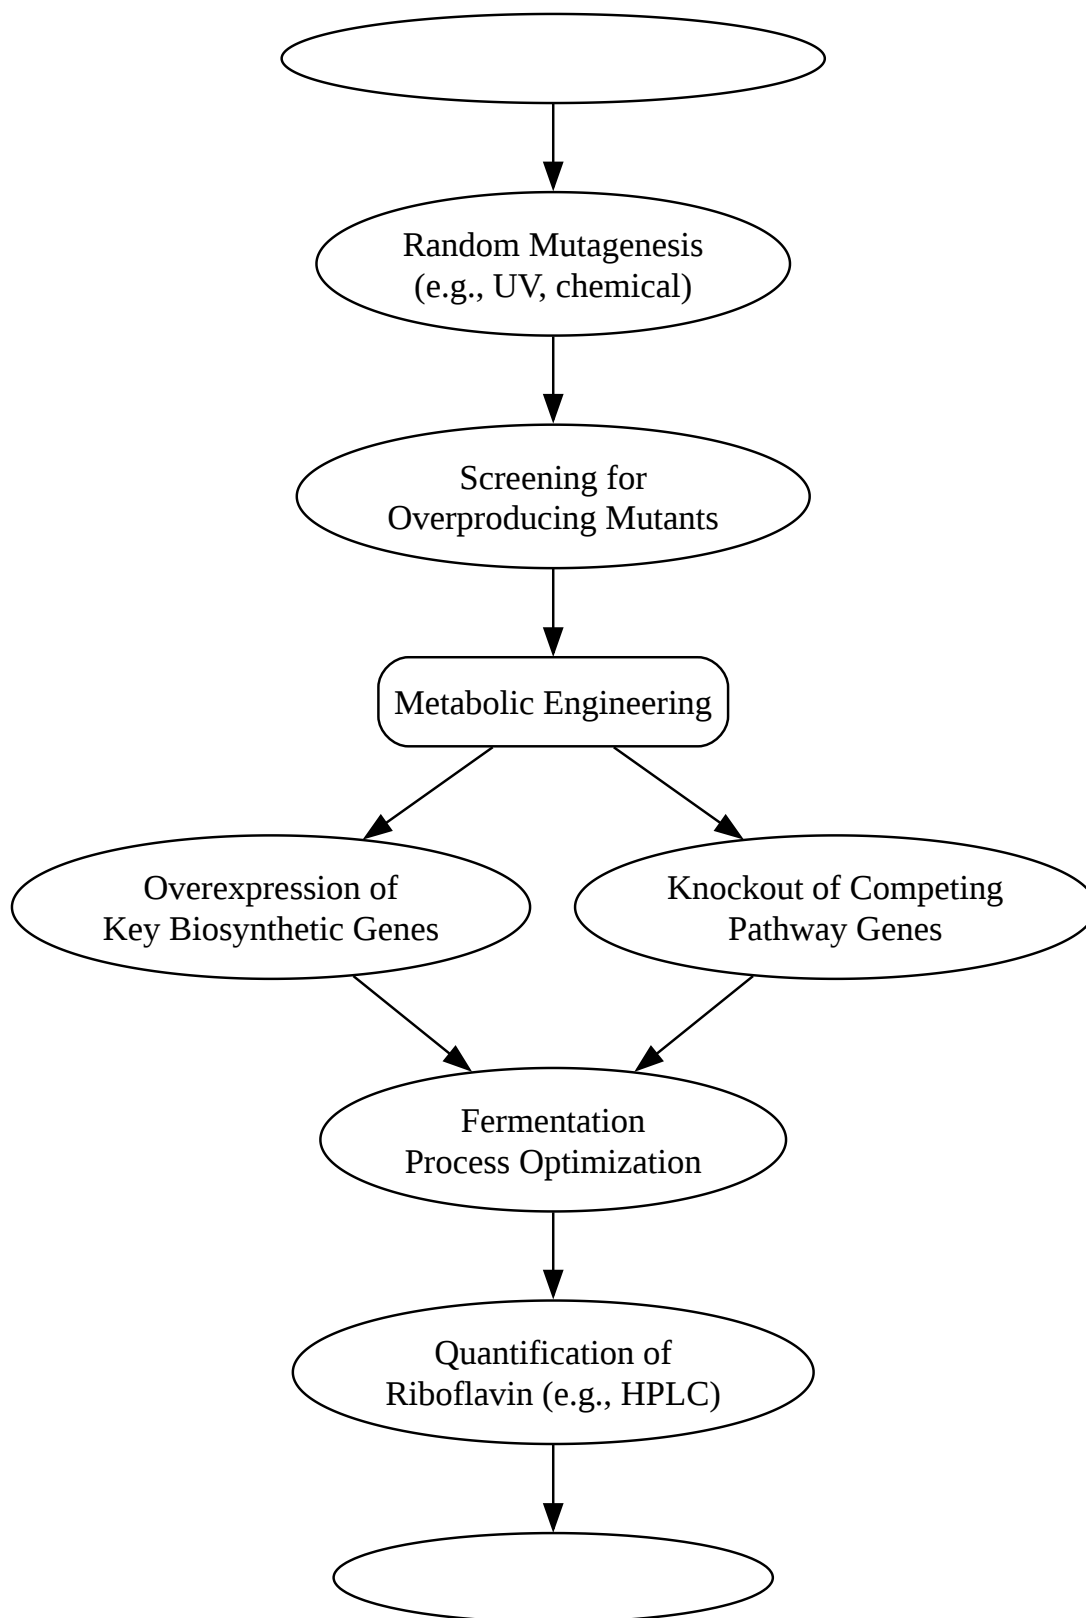 Random Mutagenesis
(e.g., UV, chemical)
Screening for
Overproducing Mutants
Metabolic Engineering
Overexpression of
Key Biosynthetic Genes
Knockout of Competing
Pathway Genes
Fermentation
Process Optimization
Quantification of
Riboflavin (e.g., HPLC)